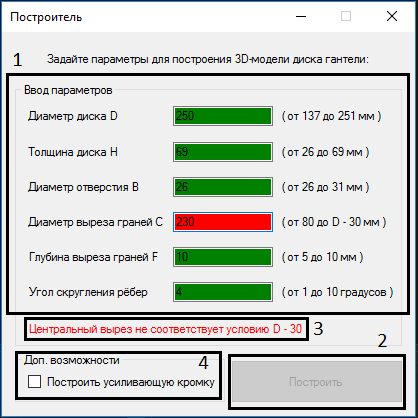 Построитель
Задайте параметры для построения 3D-модели диска гантели:
1
Ввод параметров
Диаметр диска D 250 ( от 137 до 251 мм )
Толщина диска H 69 ( от 26 до 69 мм )
Диаметр отверстия B 26 ( от 26 до 31 мм )
Диаметр выреза граней C 230 ( от 80 до D - 30 мм )
Глубина выреза граней F 10 ( от 5 до 10 мм )
Угол скругления рёбер 4 ( от 1 до 10 градусов )
Центральный вырез не соответствует условию D - 30 3
2
Доп. возможности 4
Построить усиливающую кромку
Построить